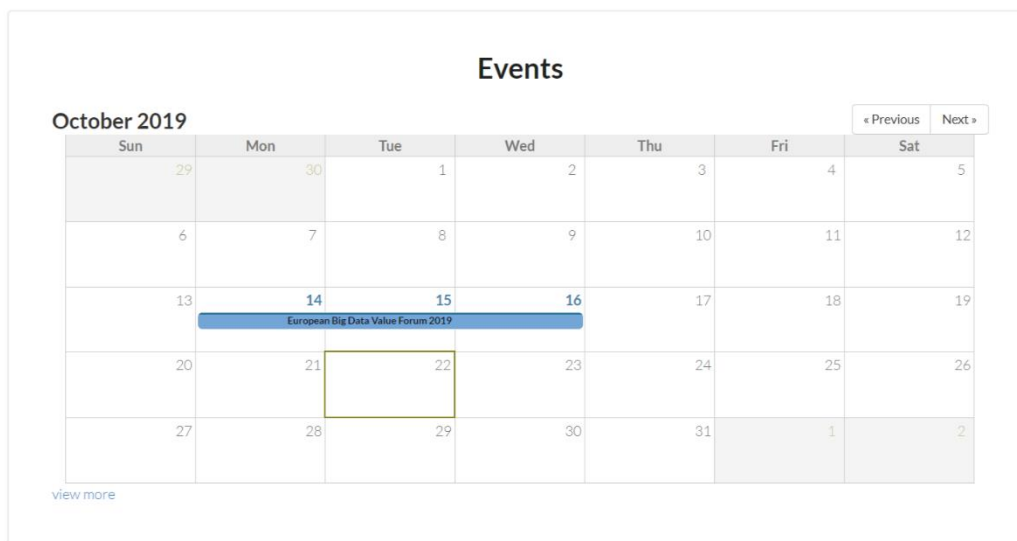 Events
October 2019
« Previous Next »
Sun Mon Tue Wed Thu Fri Sat
29 30 1 2 3 4 5
6 7 8 9 10 11 12
13 14 15 16 17 18 19
European Big Data Value Forum 2019
20 21 22 23 24 25 26
27 28 29 30 31 1 2
view more